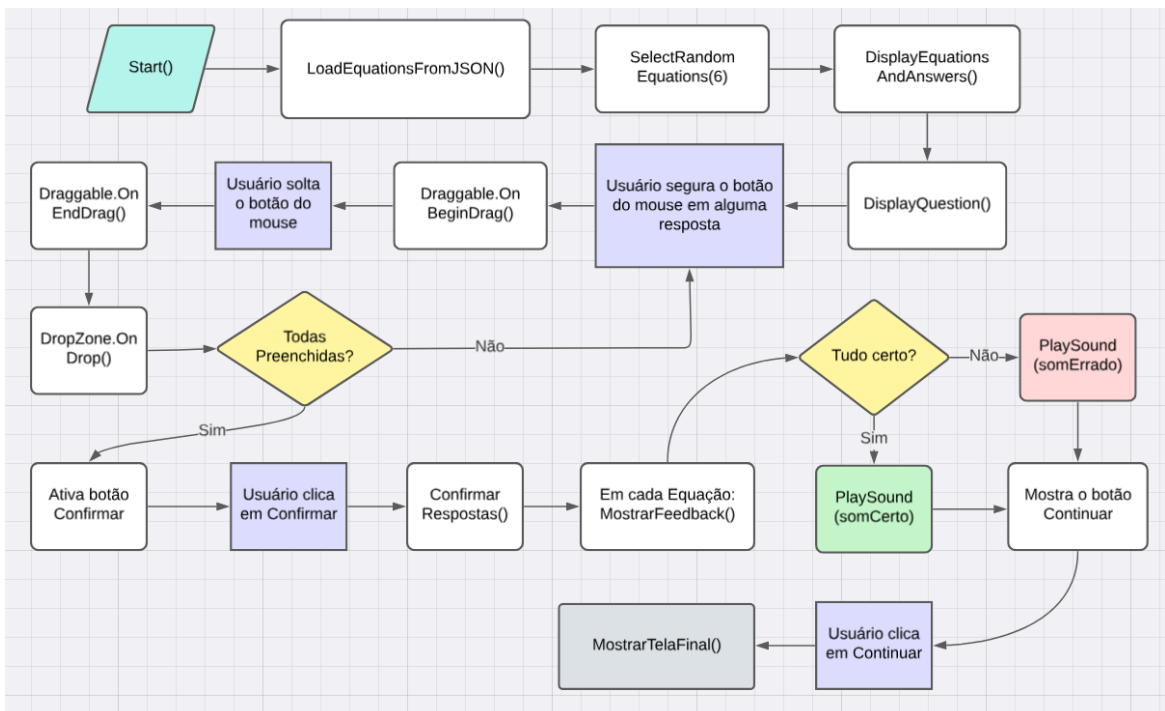 Start()
LoadEquationsFromJSON()
SelectRandom
Equations(6)
DisplayEquations
AndAnswers()
DisplayQuestion()
Usuário segura o botão
do mouse em alguma
resposta
Draggable.On
BeginDrag()
Usuário solta
o botão do
mouse
Draggable.On
EndDrag()
DropZone.On
Drop()
Todas
Preenchidas?
Não
Sim
Ativa botão
Confirmar
Usuário clica
em Confirmar
Confirmar
Respostas()
Em cada Equação:
MostrarFeedback()
Tudo certo?
Não
PlaySound
(somErrado)
Sim
PlaySound
(somCerto)
Mostra o botão
Continuar
Usuário clica
em Continuar
MostrarTelaFinal()